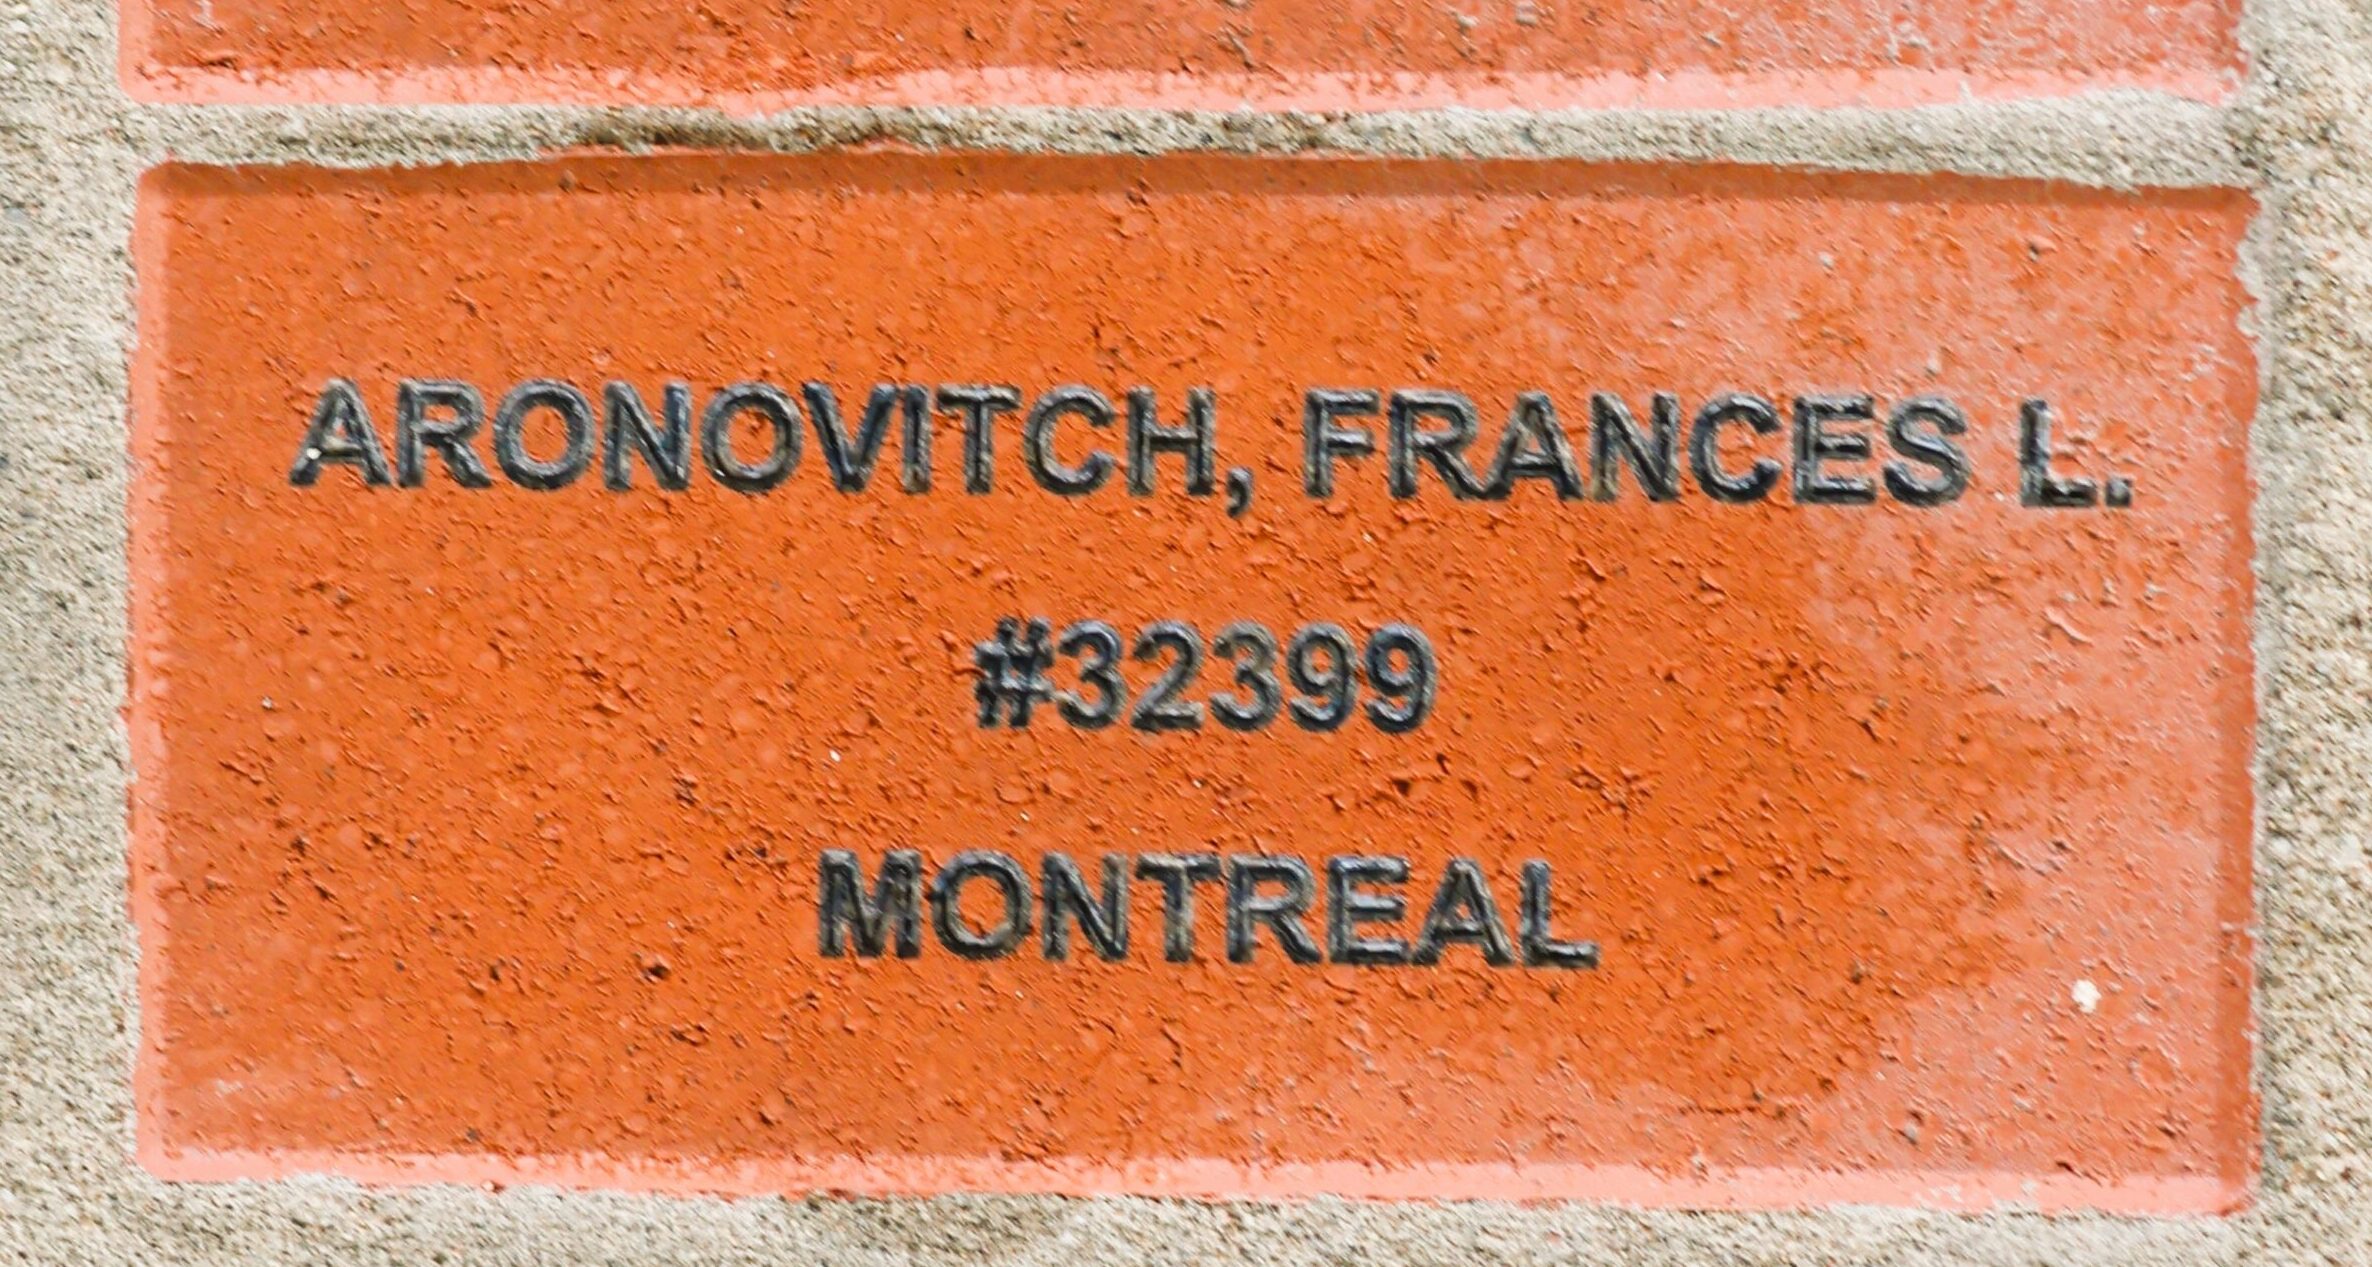 ARONOVITCH, FRANCES L.
#32399
MONTREAL